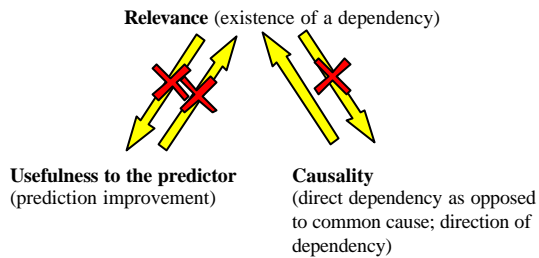 Relevance (existence of a dependency)
Usefulness to the predictor
(prediction improvement)
Causality
(direct dependency as opposed
to common cause; direction of
dependency)